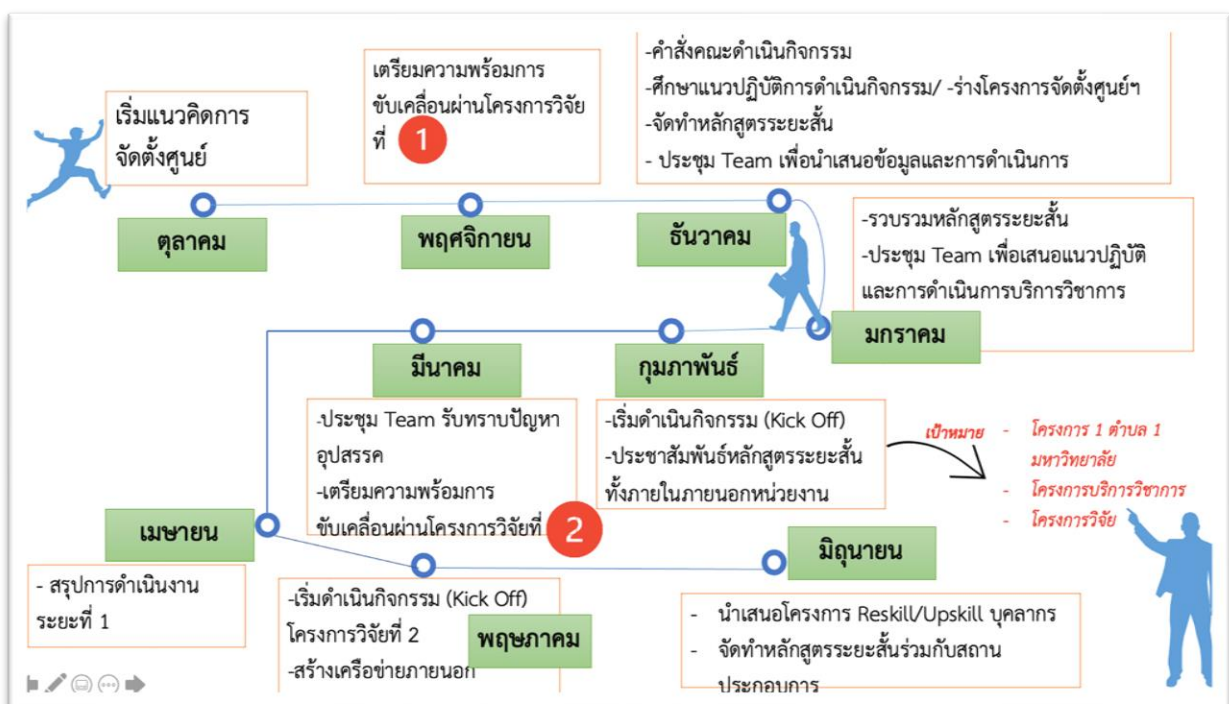 เริ่มแนวคิดการ
จัดตั้งศูนย์
ตุลาคม
เตรียมความพร้อมการ
ขับเคลื่อนผ่านโครงการวิจัย
ที่ 1
พฤศจิกายน
-คำสั่งคณะดำเนินกิจกรรม
-ศึกษาแนวปฏิบัติการดำเนินกิจกรรม/ -ร่างโครงการจัดตั้งศูนย์ฯ
-จัดทำหลักสูตรระยะสั้น
- ประชุม Team เพื่อนำเสนอข้อมูลและการดำเนินการ
ธันวาคม
-รวบรวมหลักสูตรระยะสั้น
-ประชุม Team เพื่อเสนอแนวปฏิบัติ
และการดำเนินการบริการวิชาการ
มกราคม
กุมภาพันธ์
-เริ่มดำเนินกิจกรรม (Kick Off)
-ประชาสัมพันธ์หลักสูตรระยะสั้น
ทั้งภายในภายนอกหน่วยงาน
เป้าหมาย - โครงการ 1 ตำบล 1
มหาวิทยาลัย
- โครงการบริการวิชาการ
- โครงการวิจัย
มีนาคม
-ประชุม Team รับทราบปัญหา
อุปสรรค
-เตรียมความพร้อมการ
ขับเคลื่อนผ่านโครงการวิจัยที่ 2
เมษายน
- สรุปการดำเนินงาน
ระยะที่ 1
-เริ่มดำเนินกิจกรรม (Kick Off)
โครงการวิจัยที่ 2
-สร้างเครือข่ายภายนอก
พฤษภาคม
มิถุนายน
- นำเสนอโครงการ Reskill/Upskill บุคลากร
- จัดทำหลักสูตรระยะสั้นร่วมกับสถาน
ประกอบการ